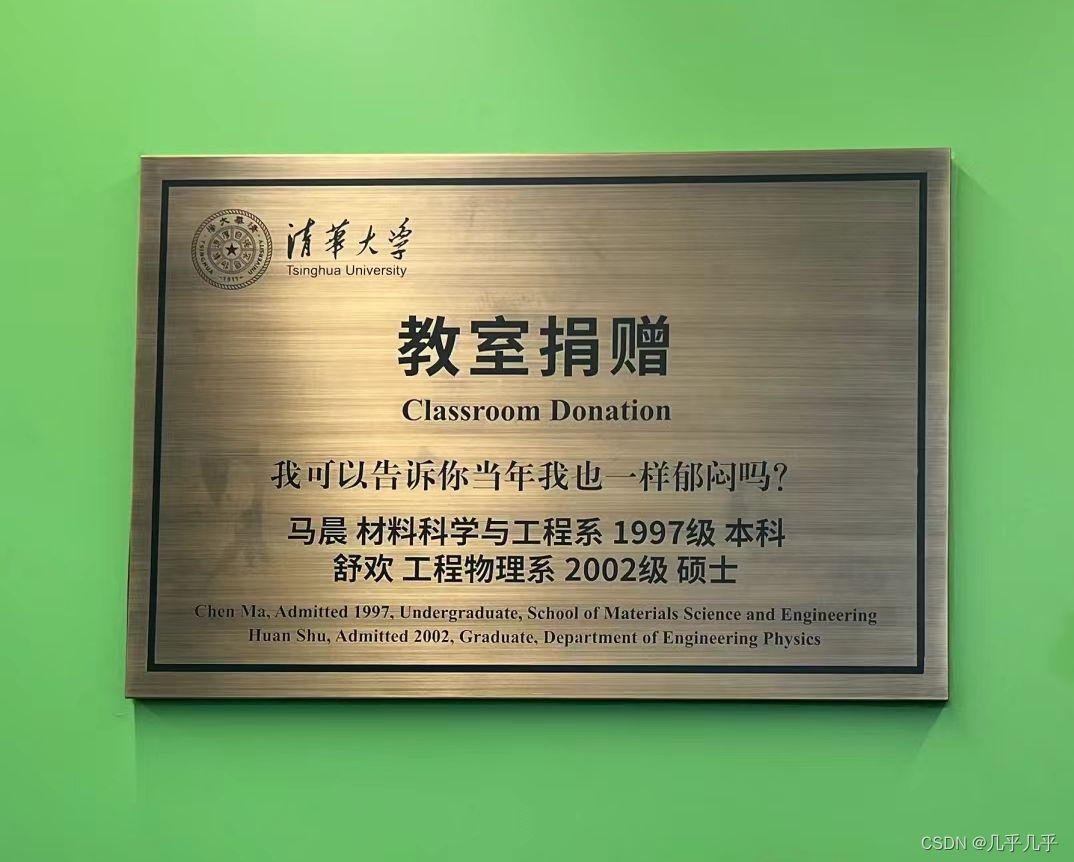 清華大学
Tsinghua University
教室捐赠
Classroom Donation
我可以告诉你当年我也一样郁闷吗?
马晨 材料科学与工程系 1997级 本科
舒欢 工程物理系 2002级 硕士
Chen Ma, Admitted 1997, Undergraduate, School of Materials Science and Engineering
Huan Shu, Admitted 2002, Graduate, Department of Engineering Physics
CSDN @几乎几乎